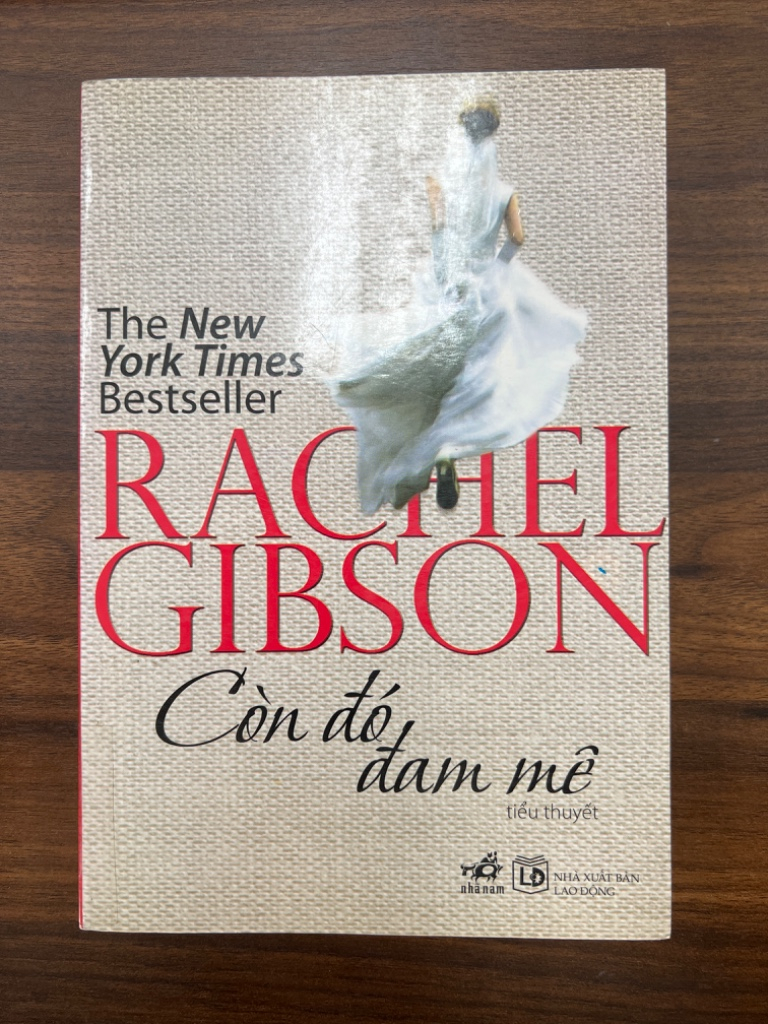 The New
York Times
Bestseller
RACHEL
GIBSON
Còn đó
đam mê
tiểu thuyết
nhã nam
LĐ
NHÀ XUẤT BẢN
LAO ĐỘNG